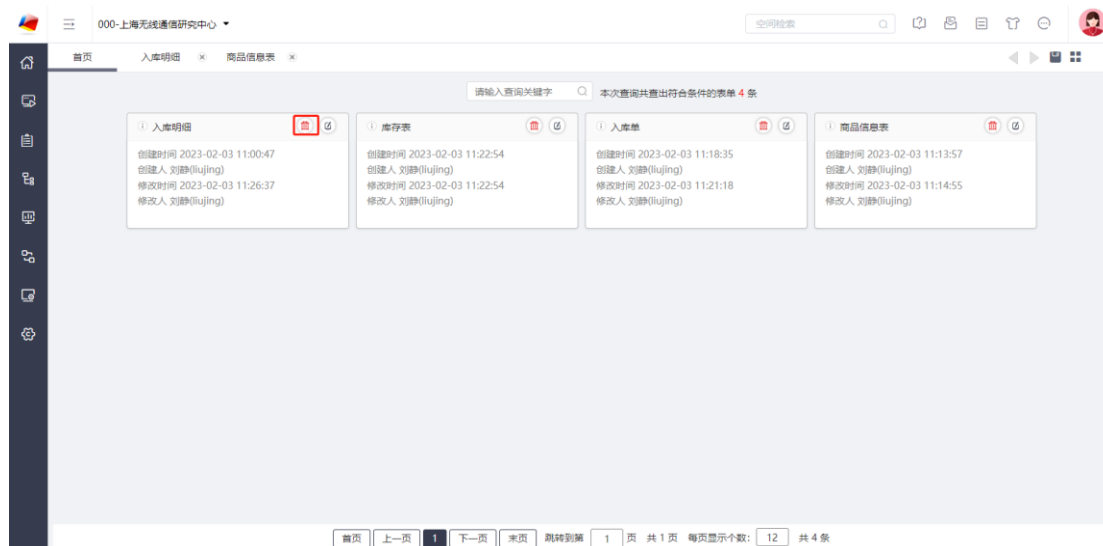 000-上海无线通信研究中心
空间检索
首页 入库明细 商品信息表
请输入查询关键字 本次查询共查出符合条件的表单 4 条
入库明细
创建时间 2023-02-03 11:00:47
创建人 刘静(liujing)
修改时间 2023-02-03 11:26:37
修改人 刘静(liujing)
库存表
创建时间 2023-02-03 11:22:54
创建人 刘静(liujing)
修改时间 2023-02-03 11:22:54
修改人 刘静(liujing)
入库单
创建时间 2023-02-03 11:18:35
创建人 刘静(liujing)
修改时间 2023-02-03 11:21:18
修改人 刘静(liujing)
商品信息表
创建时间 2023-02-03 11:13:57
创建人 刘静(liujing)
修改时间 2023-02-03 11:14:55
修改人 刘静(liujing)
首页 上一页 1 下一页 末页 跳转到第 1 页 共 1 页 每页显示个数: 12 共 4 条